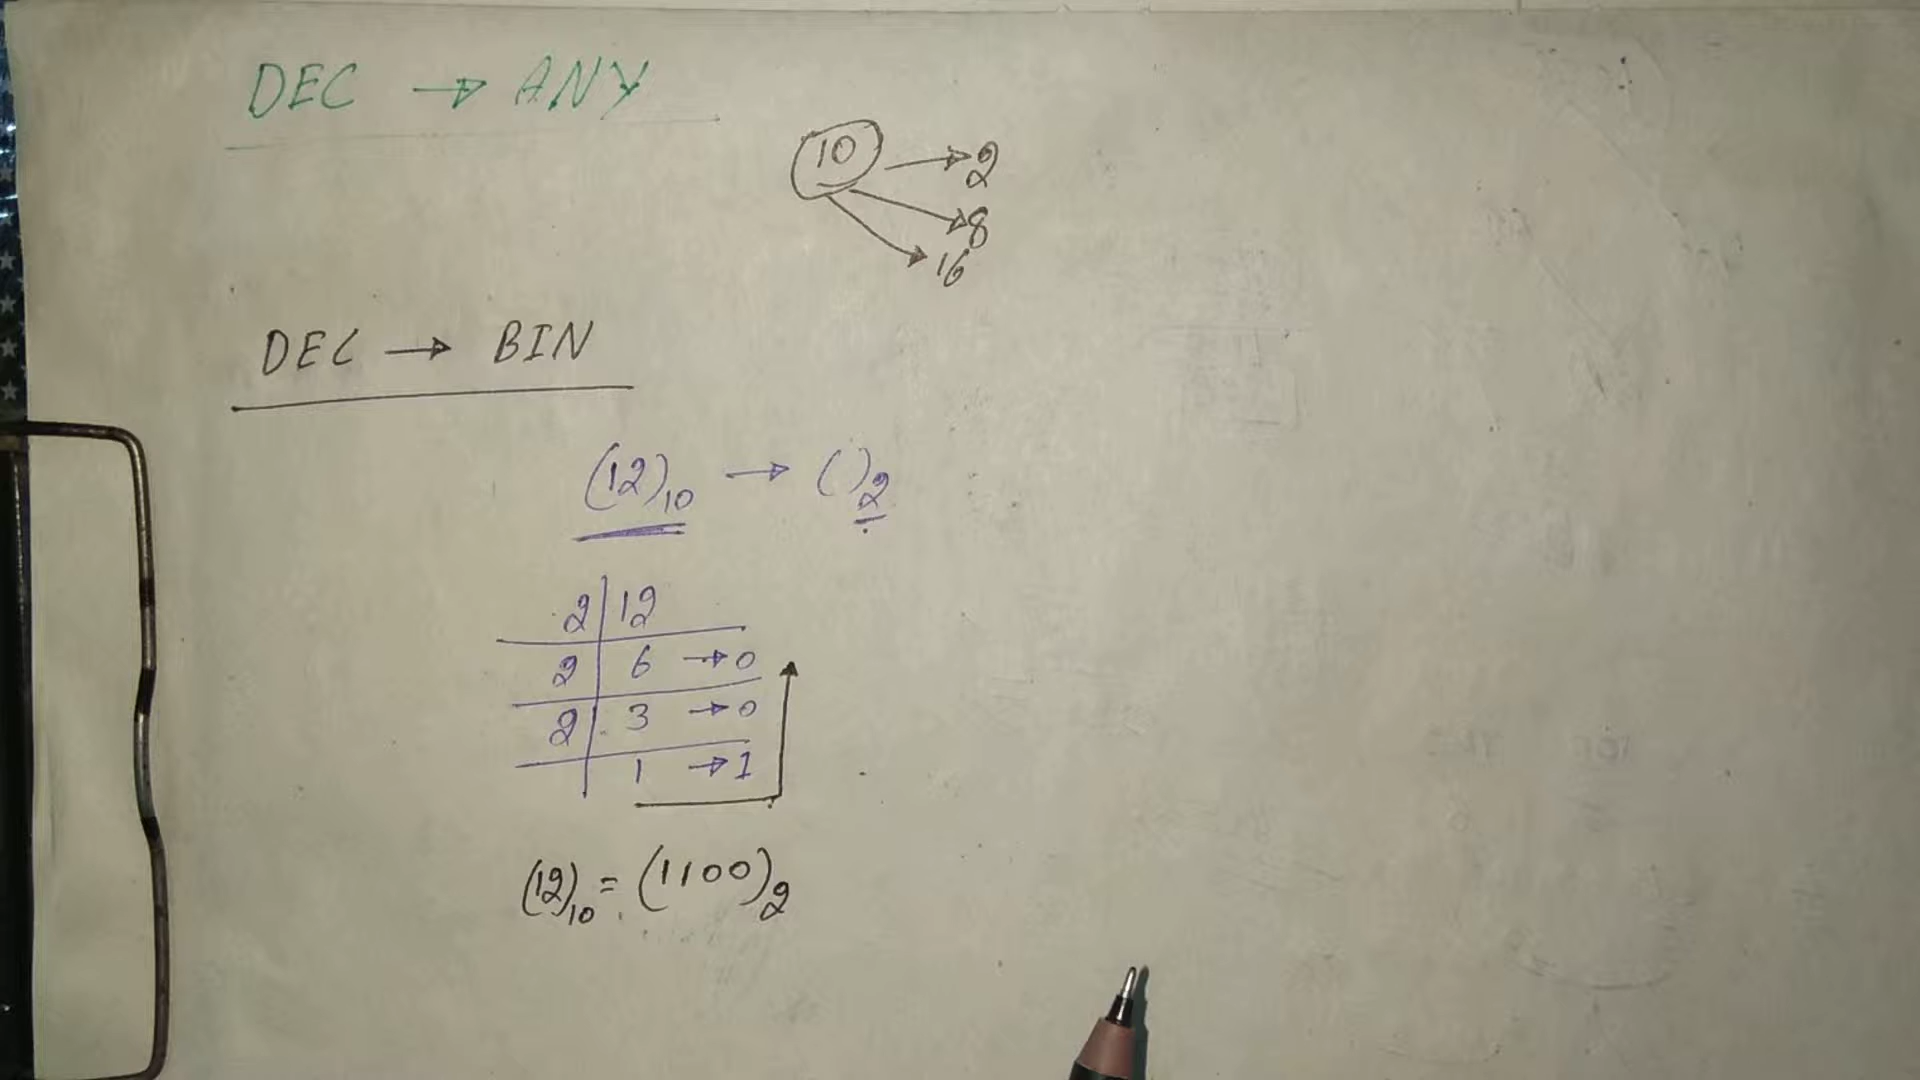 DEC → ANY
10 → 2
→ 8
→ 16
DEC → BIN
(12)10 → ( )2
2 | 12
2 | 6 → 0
2 | 3 → 0
1 → 1
(12)10 = (1100)2